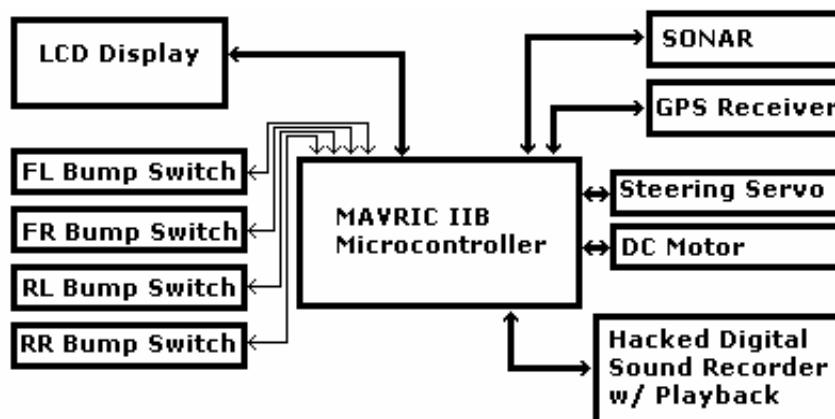 LCD Display
SONAR
GPS Receiver
FL Bump Switch
FR Bump Switch
RL Bump Switch
RR Bump Switch
MAVRIC IIB
Microcontroller
Steering Servo
DC Motor
Hacked Digital
Sound Recorder
w/ Playback